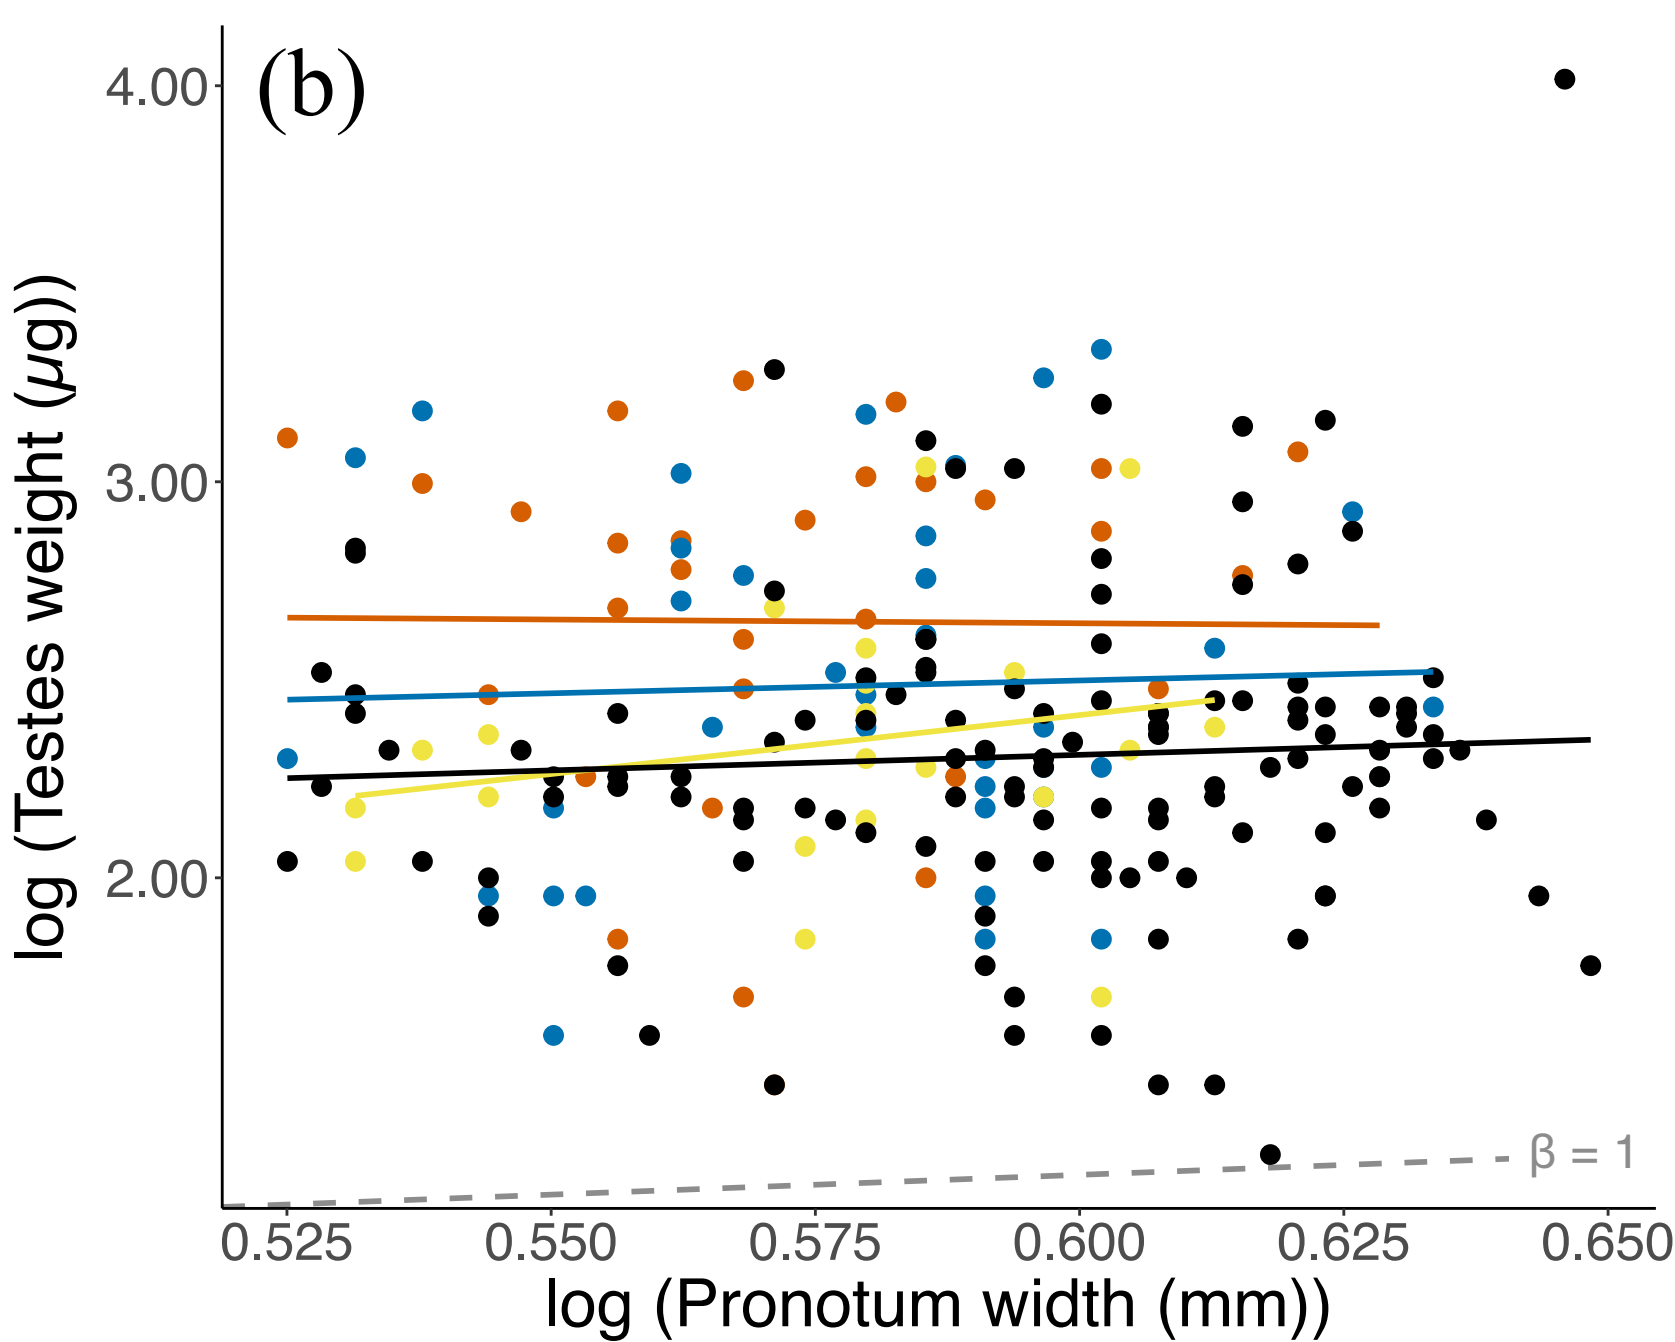 (b)
4.00
3.00
2.00
log (Testes weight (µg))
β = 1
0.525 0.550 0.575 0.600 0.625 0.650
log (Pronotum width (mm))